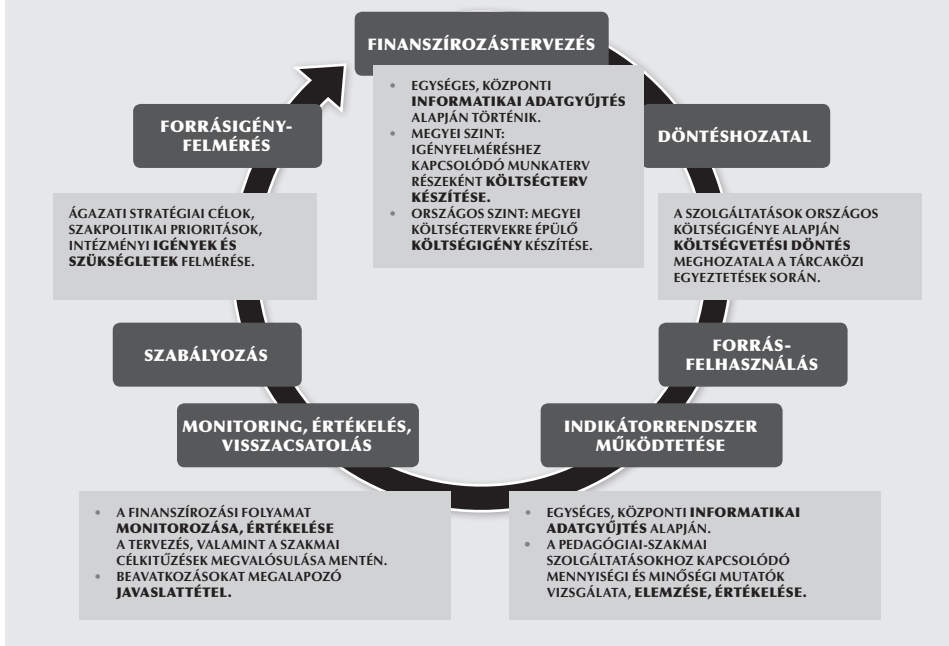 FINANSZÍROZÁSTERVEZÉS
• EGYSÉGES, KÖZPONTI
INFORMATIKAI ADATGYŰJTÉS
ALAPJÁN TÖRTÉNIK.
• MEGYEI SZINT:
IGÉNYFELMÉRÉSHEZ
KAPCSOLÓDÓ MUNKATERV
RÉSZEKÉNT KÖLTSÉGTERV
KÉSZÍTÉSE.
• ORSZÁGOS SZINT: MEGYEI
KÖLTSÉGTERVEKRE ÉPÜLŐ
KÖLTSÉGIGÉNY KÉSZÍTÉSE.
DÖNTÉSHOZATAL
A SZOLGÁLTATÁSOK ORSZÁGOS
KÖLTSÉGIGÉNYE ALAPJÁN
KÖLTSÉGVETÉSI DÖNTÉS
MEGHOZATALA A TÁRCAKÖZI
EGYEZTETÉSEK SORÁN.
FORRÁS-
FELHASZNÁLÁS
INDIKÁTORRENDSZER
MŰKÖDTETÉSE
• EGYSÉGES, KÖZPONTI INFORMATIKAI
ADATGYŰJTÉS ALAPJÁN.
• A PEDAGÓGIAI-SZAKMAI
SZOLGÁLTATÁSOKHOZ KAPCSOLÓDÓ
MENNYISÉGI ÉS MINŐSÉGI MUTATÓK
VIZSGÁLATA, ELEMZÉSE, ÉRTÉKELÉSE.
MONITORING, ÉRTÉKELÉS,
VISSZACSATOLÁS
• A FINANSZÍROZÁSI FOLYAMAT
MONITOROZÁSA, ÉRTÉKELÉSE
A TERVEZÉS, VALAMINT A SZAKMAI
CÉLKITŰZÉSEK MEGVALÓSULÁSA MENTÉN.
• BEAVATKOZÁSOKAT MEGALAPOZÓ
JAVASLATTÉTEL.
SZABÁLYOZÁS
FORRÁSIGÉNY-
FELMÉRÉS
ÁGAZATI STRATÉGIAI CÉLOK,
SZAKPOLITIKAI PRIORITÁSOK,
INTÉZMÉNYI IGÉNYEK ÉS
SZÜKSÉGLETEK FELMÉRÉSE.